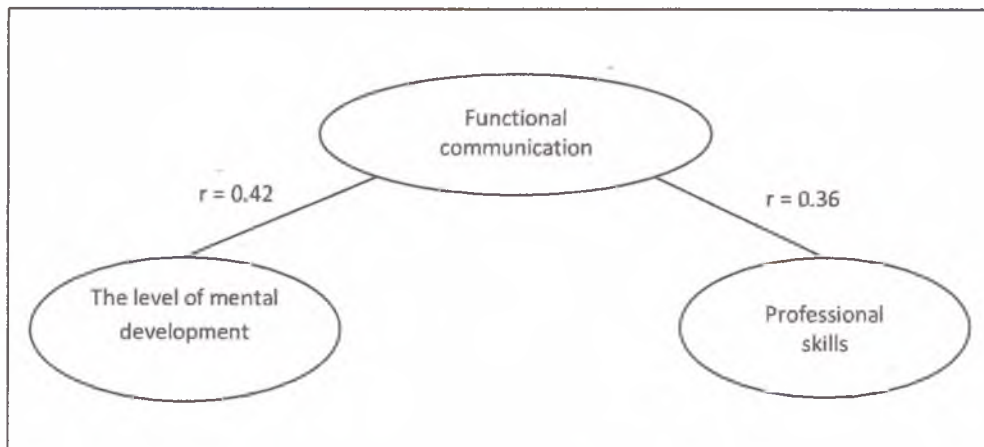 Functional
communication
r = 0.42
r = 0.36
The level of mental
development
Professional
skills